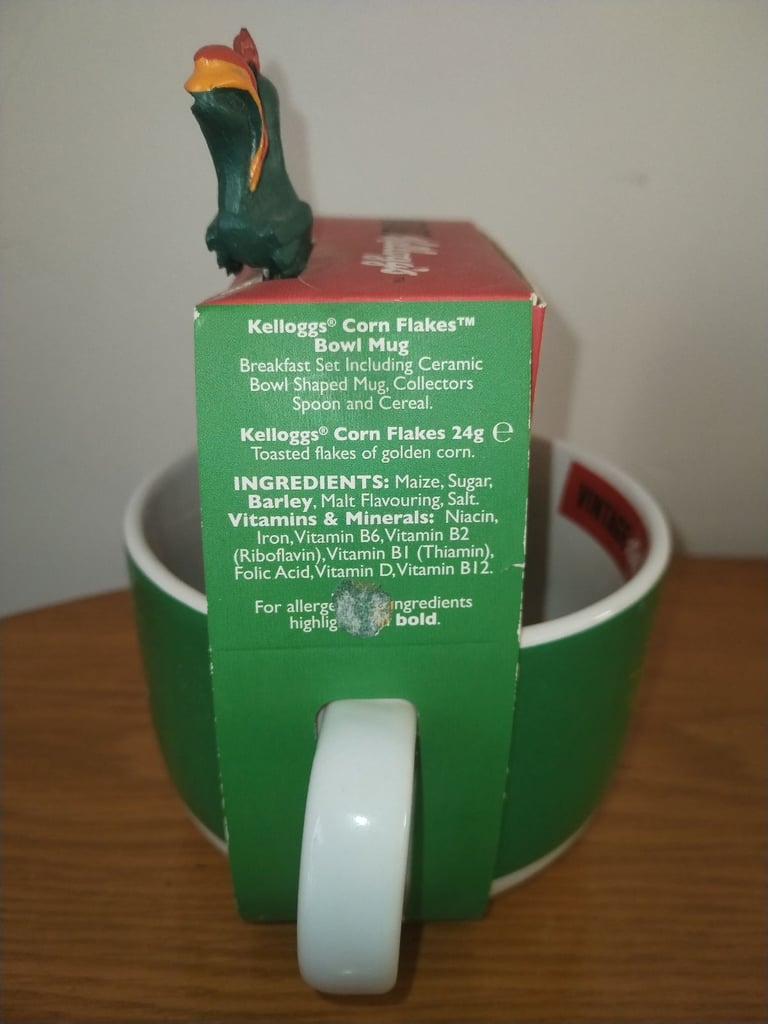 Kelloggs
Kelloggs® Corn Flakes™
Bowl Mug
Breakfast Set Including Ceramic
Bowl Shaped Mug, Collectors
Spoon and Cereal.
Kelloggs® Corn Flakes 24g ℮
Toasted flakes of golden corn.
INGREDIENTS: Maize, Sugar,
Barley, Malt Flavouring, Salt.
Vitamins & Minerals: Niacin,
Iron, Vitamin B6, Vitamin B2
(Riboflavin), Vitamin B1 (Thiamin),
Folic Acid, Vitamin D, Vitamin B12.
For ingredients
bold.
VINTAGE